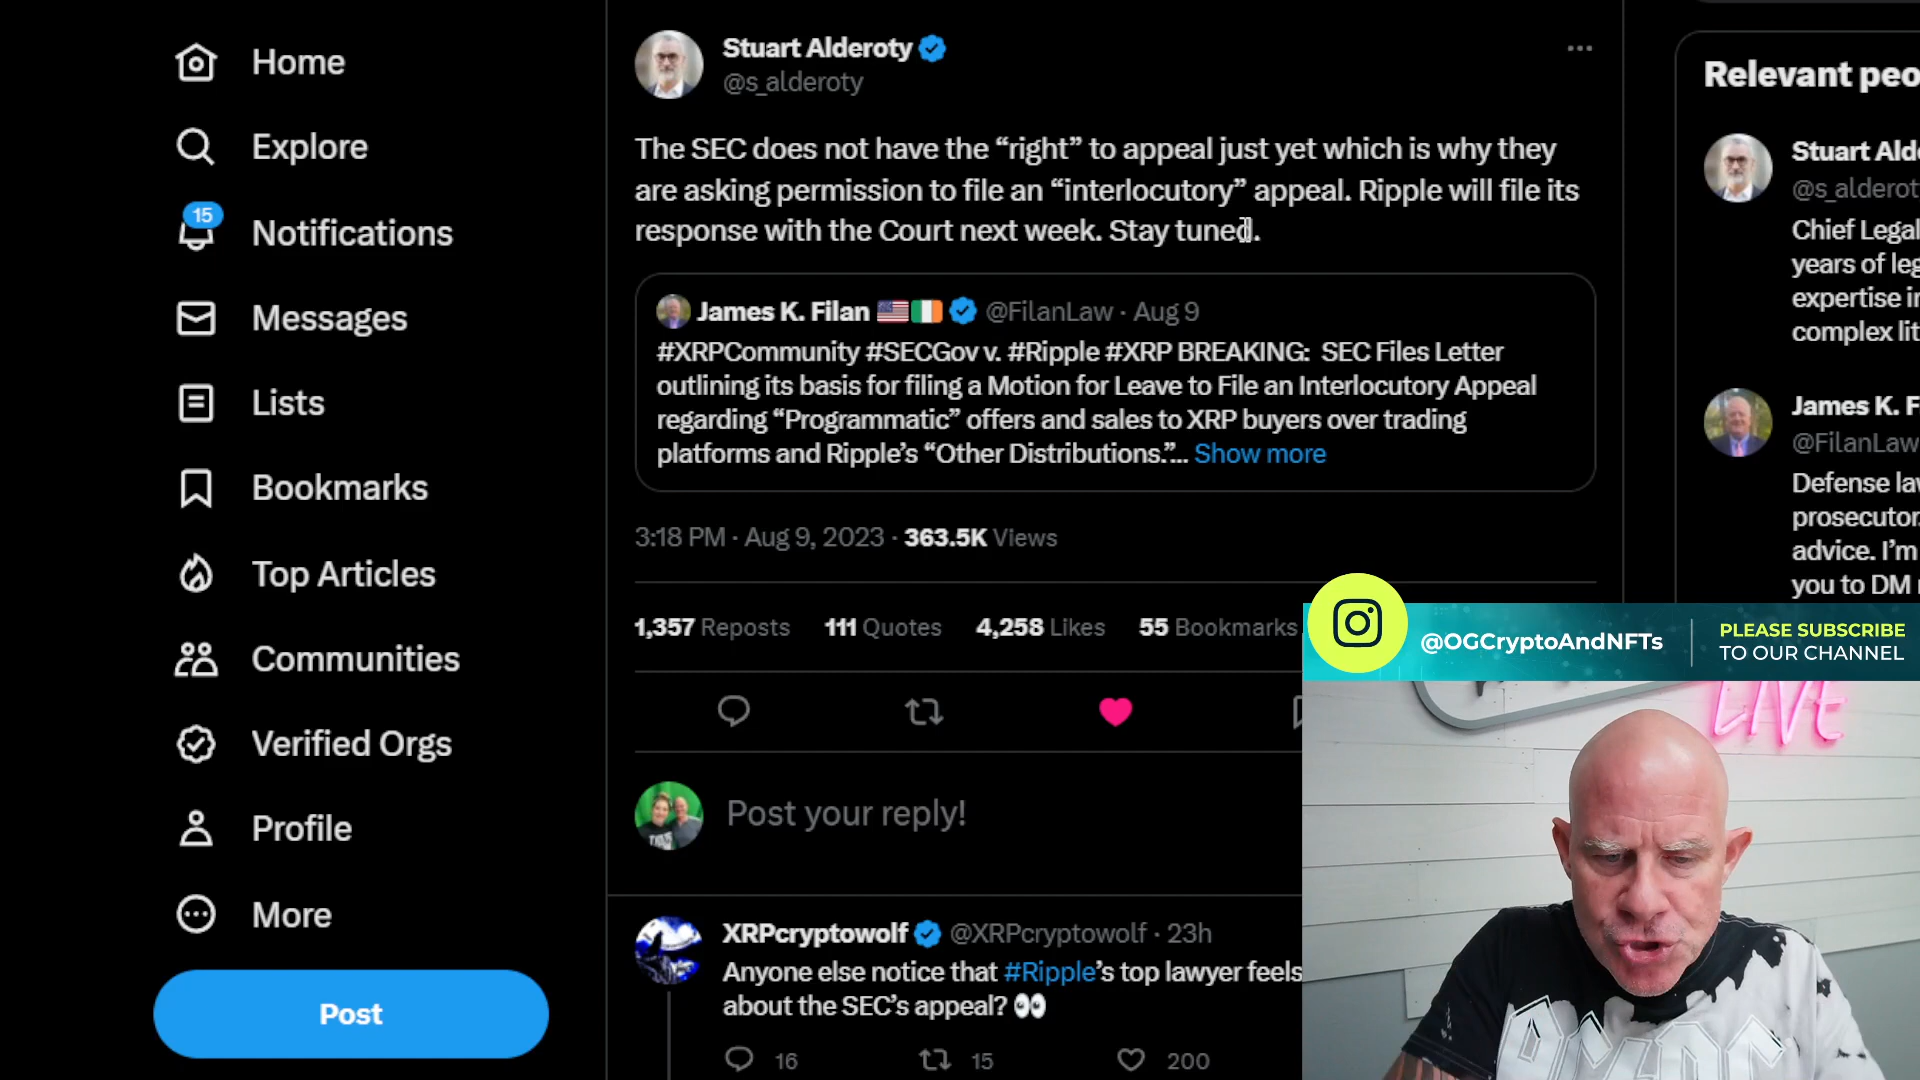 Home
Explore
15
Notifications
Messages
Lists
Bookmarks
Top Articles
Communities
Verified Orgs
Profile
More
Post
Stuart Alderoty
@s_alderoty
The SEC does not have the “right” to appeal just yet which is why they
are asking permission to file an “interlocutory” appeal. Ripple will file its
response with the Court next week. Stay tuned.
James K. Filan 🇺🇸🇮🇪 @FilanLaw · Aug 9
#XRPCommunity #SECGov v. #Ripple #XRP BREAKING: SEC Files Letter
outlining its basis for filing a Motion for Leave to File an Interlocutory Appeal
regarding “Programmatic” offers and sales to XRP buyers over trading
platforms and Ripple’s “Other Distributions.”... Show more
3:18 PM · Aug 9, 2023 · 363.5K Views
1,357 Reposts 111 Quotes 4,258 Likes 55 Bookmarks
Post your reply!
XRPcryptowolf @XRPcryptowolf · 23h
Anyone else notice that #Ripple’s top lawyer feels
about the SEC’s appeal? 👀
16 15 200
Relevant peo
Stuart Ald
@s_alderot
Chief Legal
years of leg
expertise in
complex lit
James K. F
@FilanLaw
Defense la
prosecutor.
advice. I’m
you to DM
@OGCryptoAndNFTs
PLEASE SUBSCRIBE
TO OUR CHANNEL
LIVE